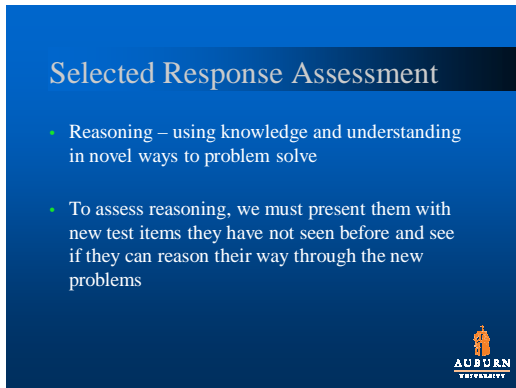 Selected Response Assessment
• Reasoning – using knowledge and understanding
in novel ways to problem solve
• To assess reasoning, we must present them with
new test items they have not seen before and see
if they can reason their way through the new
problems
AUBURN
UNIVERSITY